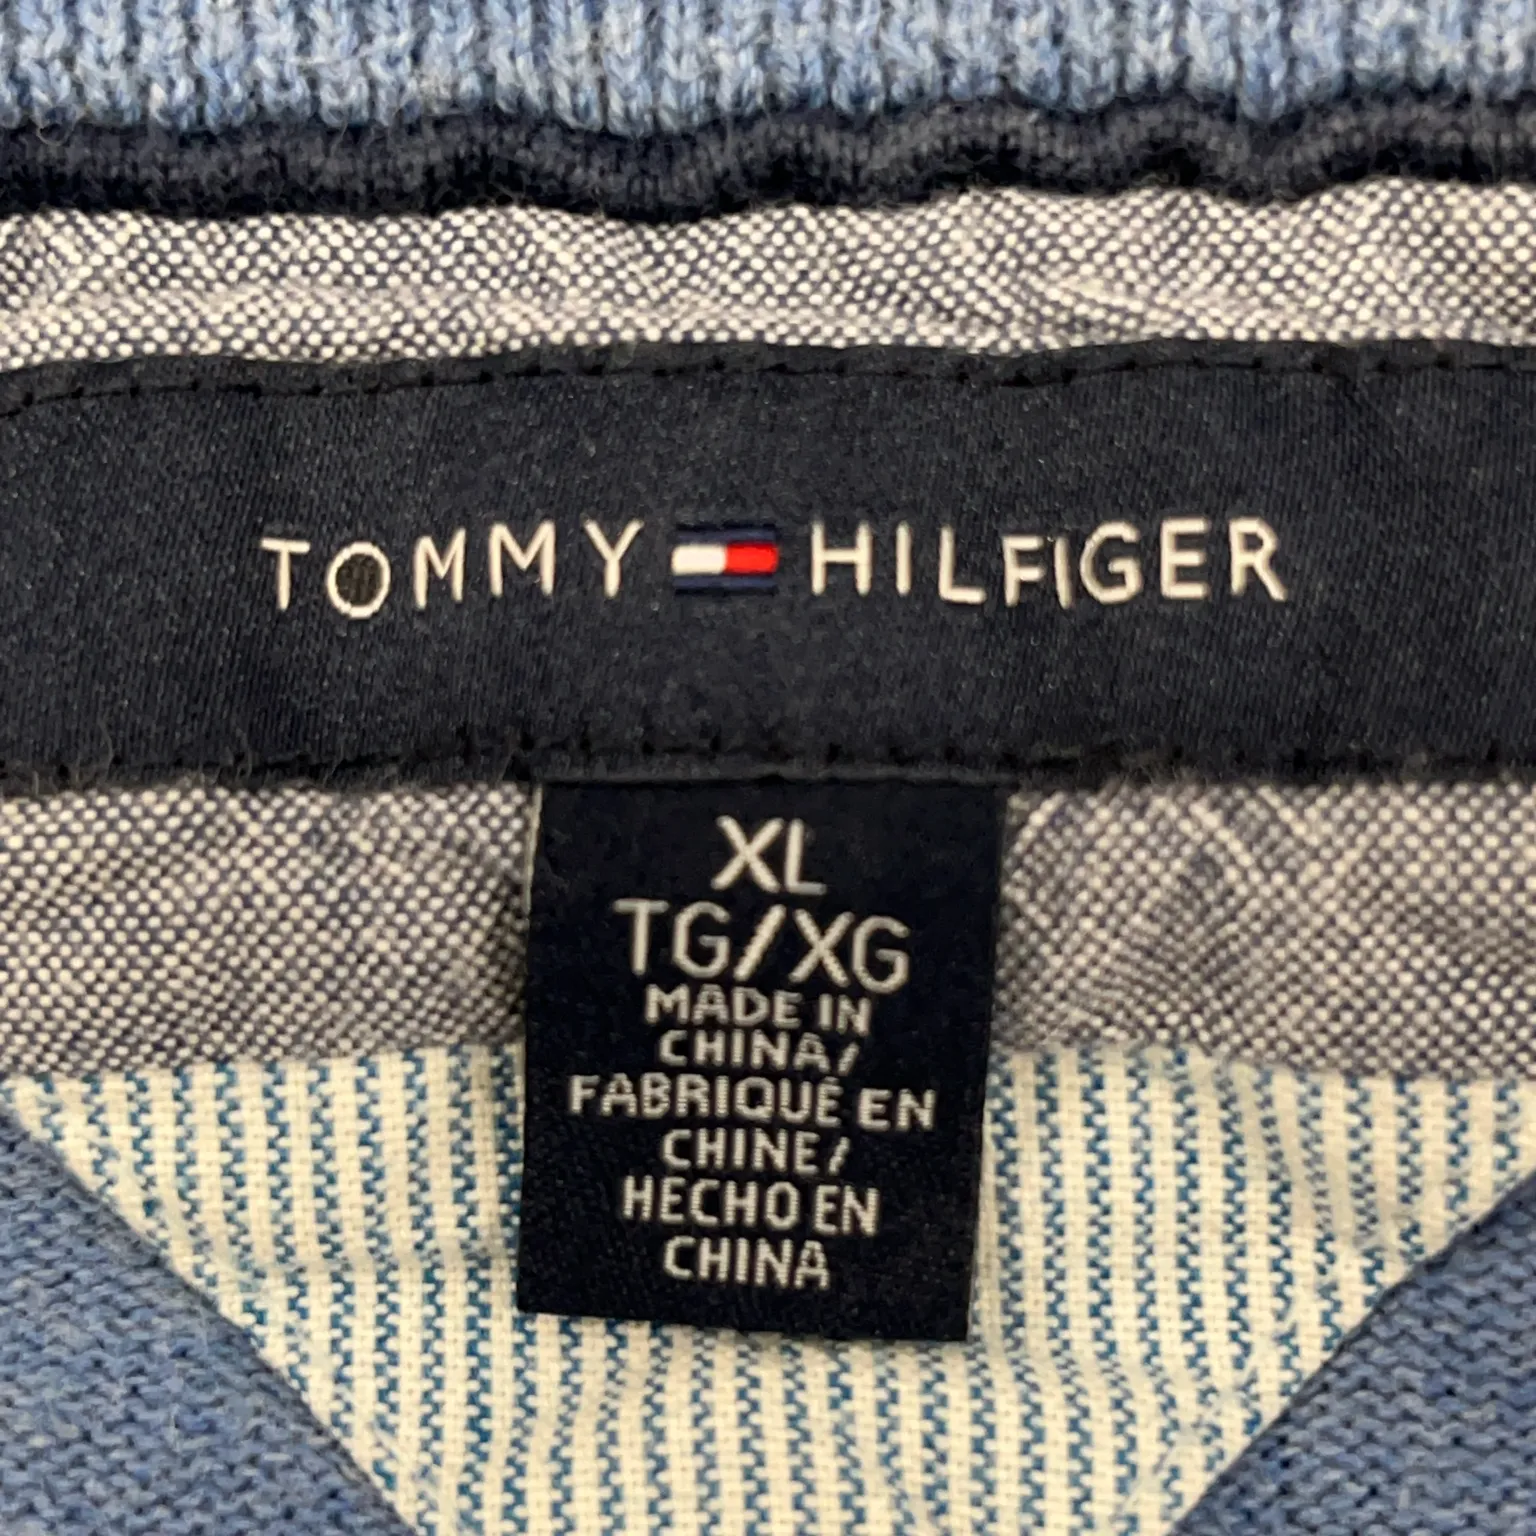 TOMMY HILFIGER
XL
TG/XG
MADE IN
CHINA/
FABRIQUÉ EN
CHINE/
HECHO EN
CHINA